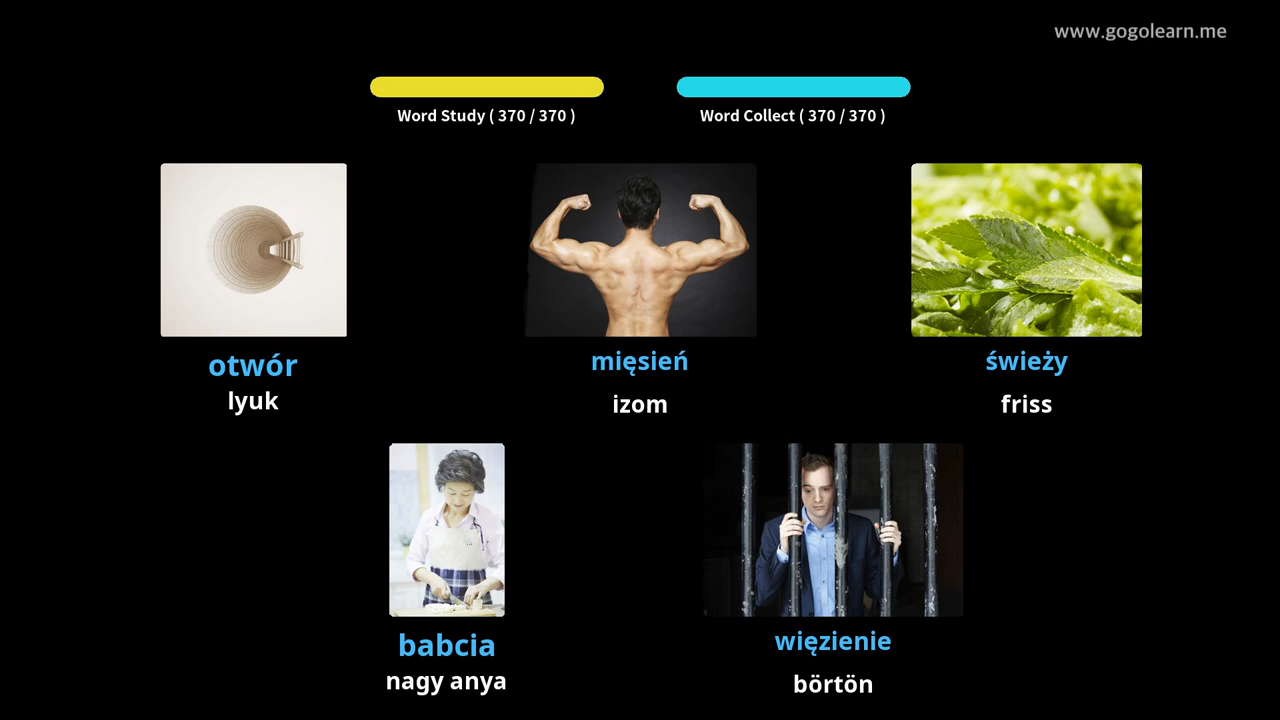 www.gogolearn.me
Word Study ( 370 / 370 )
Word Collect ( 370 / 370 )
otwór
lyuk
mięsień
izom
świeży
friss
babcia
nagy anya
więzienie
börtön